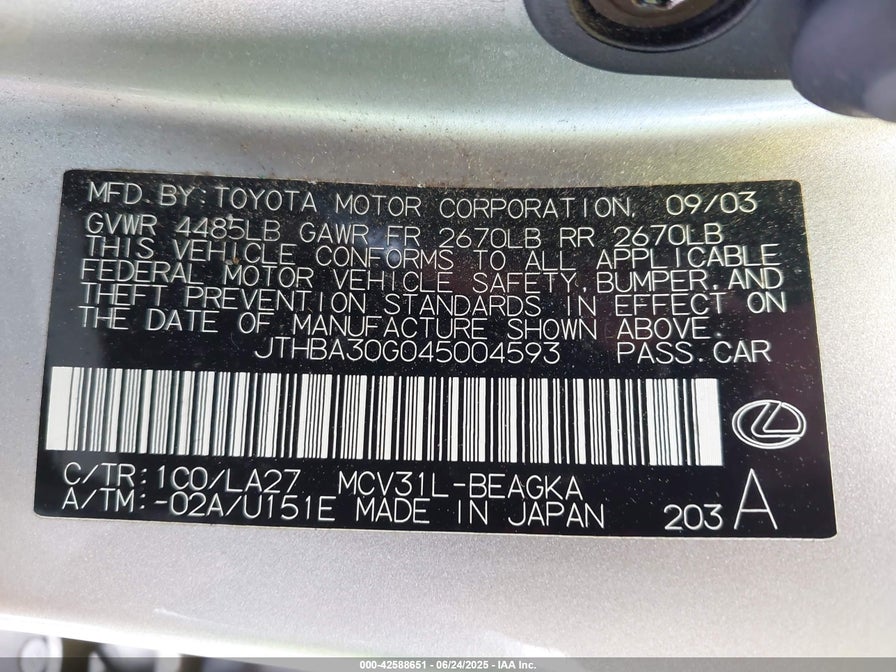 MFD. BY: TOYOTA MOTOR CORPORATION, 09/03
GVWR 4485LB GAWR FR 2670LB RR 2670LB
THIS VEHICLE CONFORMS TO ALL APPLICABLE
FEDERAL MOTOR VEHICLE SAFETY, BUMPER, AND
THEFT PREVENTION STANDARDS IN EFFECT ON
THE DATE OF MANUFACTURE SHOWN ABOVE.
JTHBA30G045004593 PASS. CAR
C/TR: 1C0/LA27 MCV31L-BEAGKA
A/TM: -02A/U151E MADE IN JAPAN 203 A
000-42588651 | 06/24/2025 - IAA Inc.